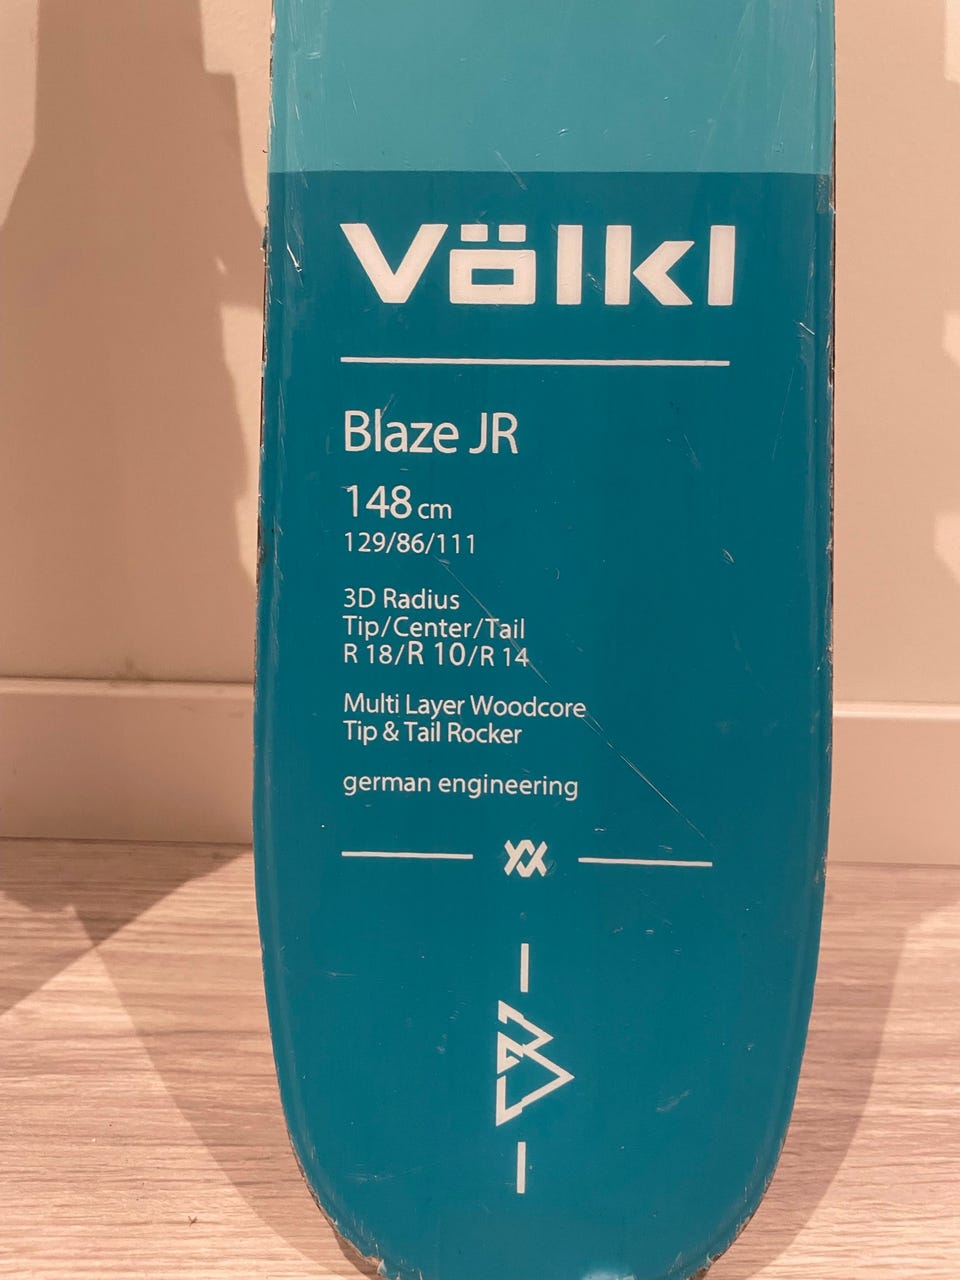 Völkl
Blaze JR
148 cm
129/86/111
3D Radius
Tip/Center/Tail
R 18/R 10/R 14
Multi Layer Woodcore
Tip & Tail Rocker
german engineering